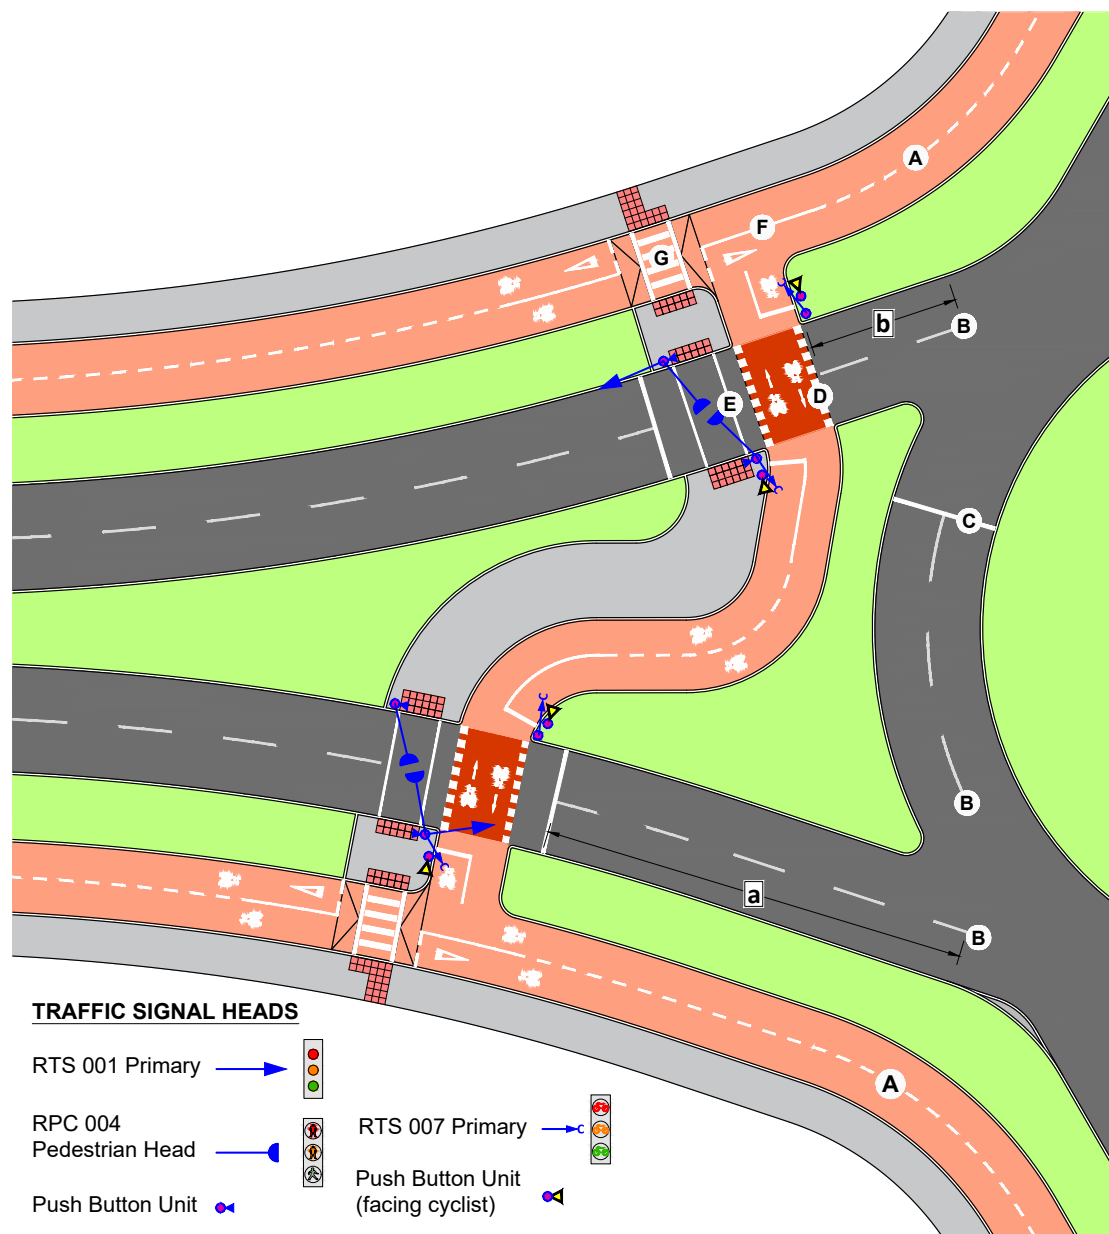 A
F
G
b
B
E
D
C
B
a
B
A
TRAFFIC SIGNAL HEADS
RTS 001 Primary
RPC 004
Pedestrian Head
RTS 007 Primary
Push Button Unit
Push Button Unit
(facing cyclist)